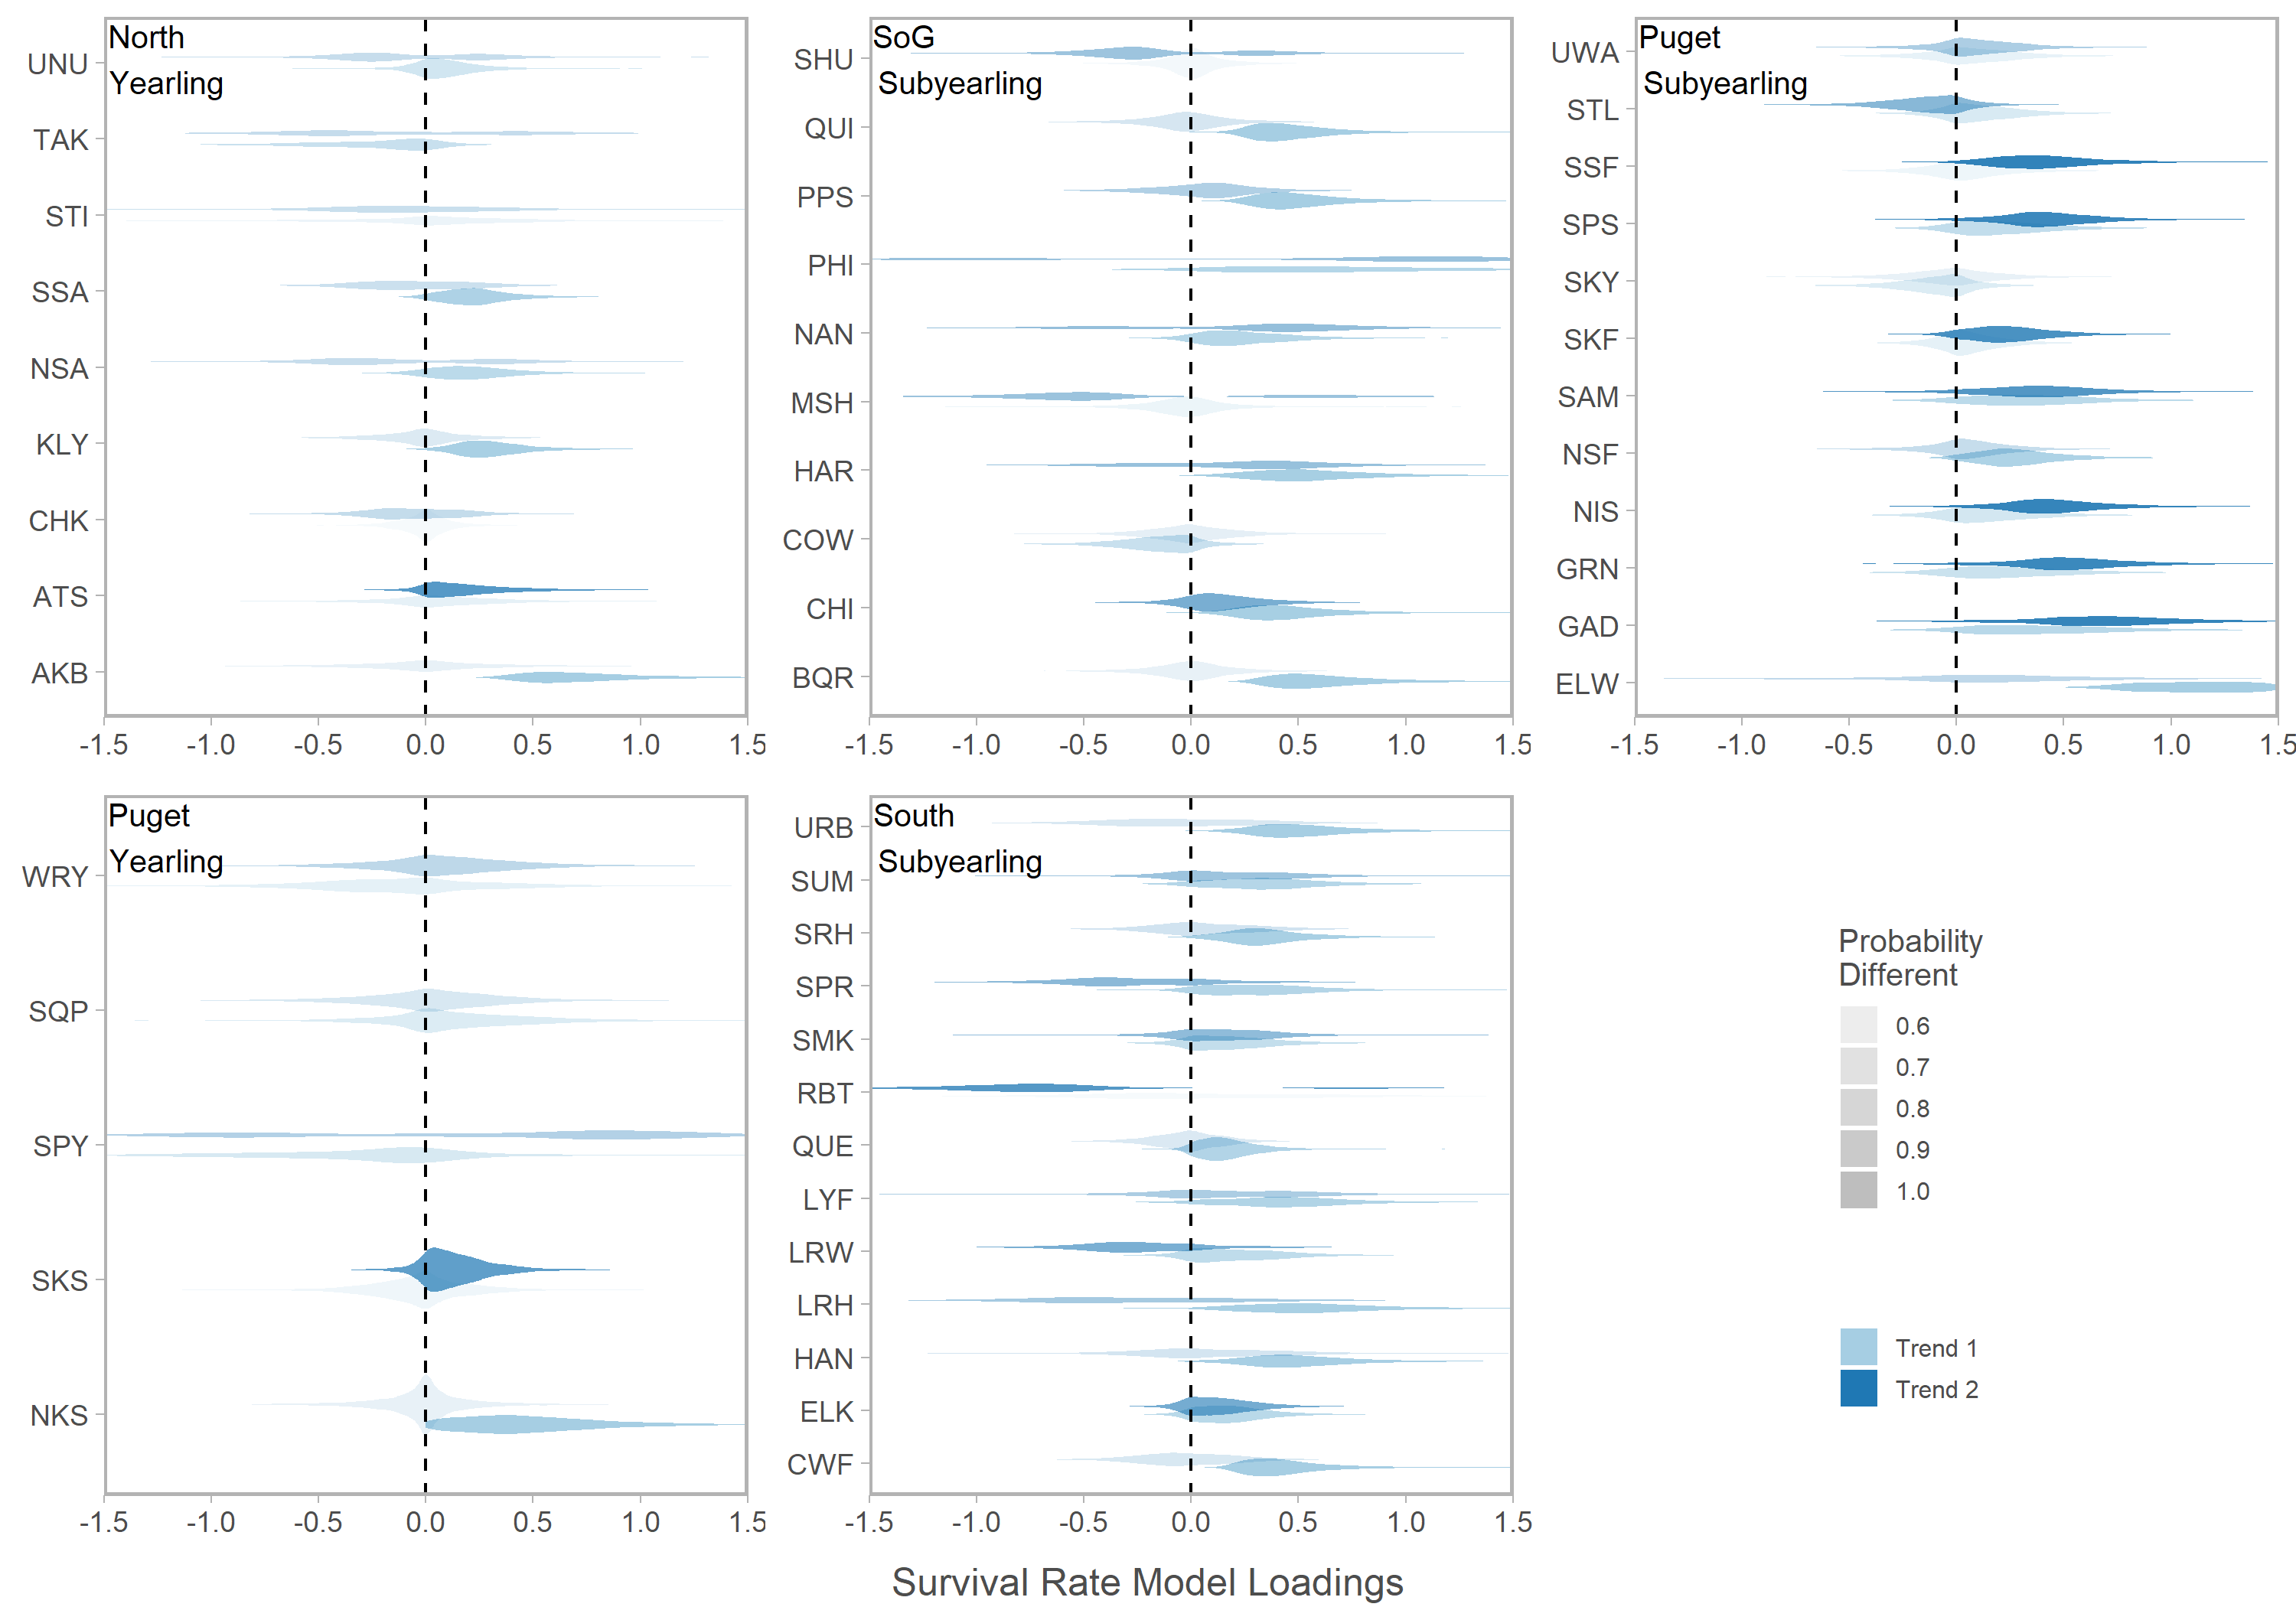 North
Yearling
UNU
TAK
STI
SSA
NSA
KLY
CHK
ATS
AKB
-1.5 -1.0 -0.5 0.0 0.5 1.0 1.5
SoG
Subyearling
SHU
QUI
PPS
PHI
NAN
MSH
HAR
COW
CHI
BQR
-1.5 -1.0 -0.5 0.0 0.5 1.0 1.5
Puget
Subyearling
UWA
STL
SSF
SPS
SKY
SKF
SAM
NSF
NIS
GRN
GAD
ELW
-1.5 -1.0 -0.5 0.0 0.5 1.0 1.5
Puget
Yearling
WRY
SQP
SPY
SKS
NKS
-1.5 -1.0 -0.5 0.0 0.5 1.0 1.5
South
Subyearling
URB
SUM
SRH
SPR
SMK
RBT
QUE
LYF
LRW
LRH
HAN
ELK
CWF
-1.5 -1.0 -0.5 0.0 0.5 1.0 1.5
Probability
Different
0.6
0.7
0.8
0.9
1.0
Trend 1
Trend 2
Survival Rate Model Loadings